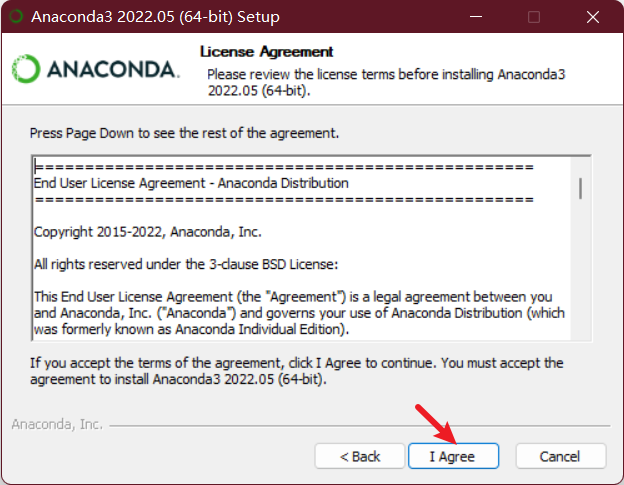 Anaconda3 2022.05 (64-bit) Setup
ANACONDA.
License Agreement
Please review the license terms before installing Anaconda3
2022.05 (64-bit).
Press Page Down to see the rest of the agreement.
==================================================
End User License Agreement - Anaconda Distribution
==================================================
Copyright 2015-2022, Anaconda, Inc.
All rights reserved under the 3-clause BSD License:
This End User License Agreement (the "Agreement") is a legal agreement between you
and Anaconda, Inc. ("Anaconda") and governs your use of Anaconda Distribution (which
was formerly known as Anaconda Individual Edition).
If you accept the terms of the agreement, click I Agree to continue. You must accept the
agreement to install Anaconda3 2022.05 (64-bit).
Anaconda, Inc.
< Back
I Agree
Cancel